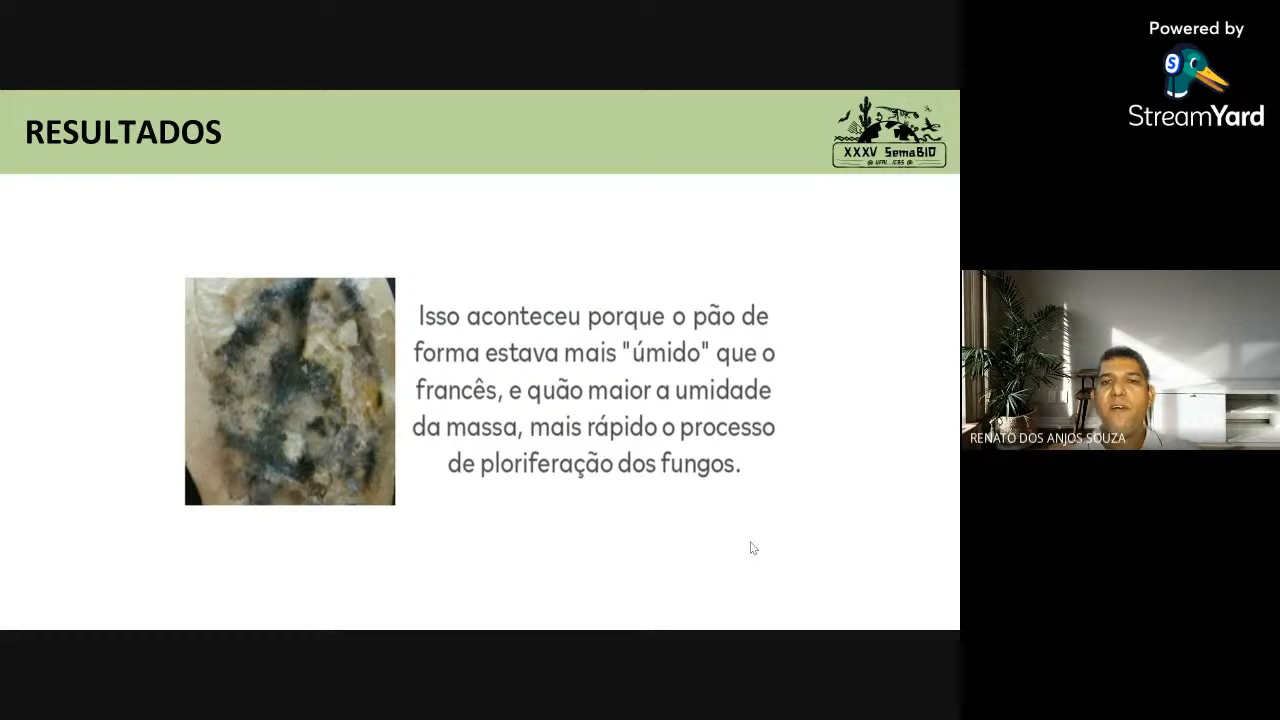 Powered by
StreamYard
RESULTADOS
XXXV SemaBIO
UFAL . ICBS
Isso aconteceu porque o pão de
forma estava mais "úmido" que o
francês, e quão maior a umidade
da massa, mais rápido o processo
de ploriferação dos fungos.
RENATO DOS ANJOS SOUZA